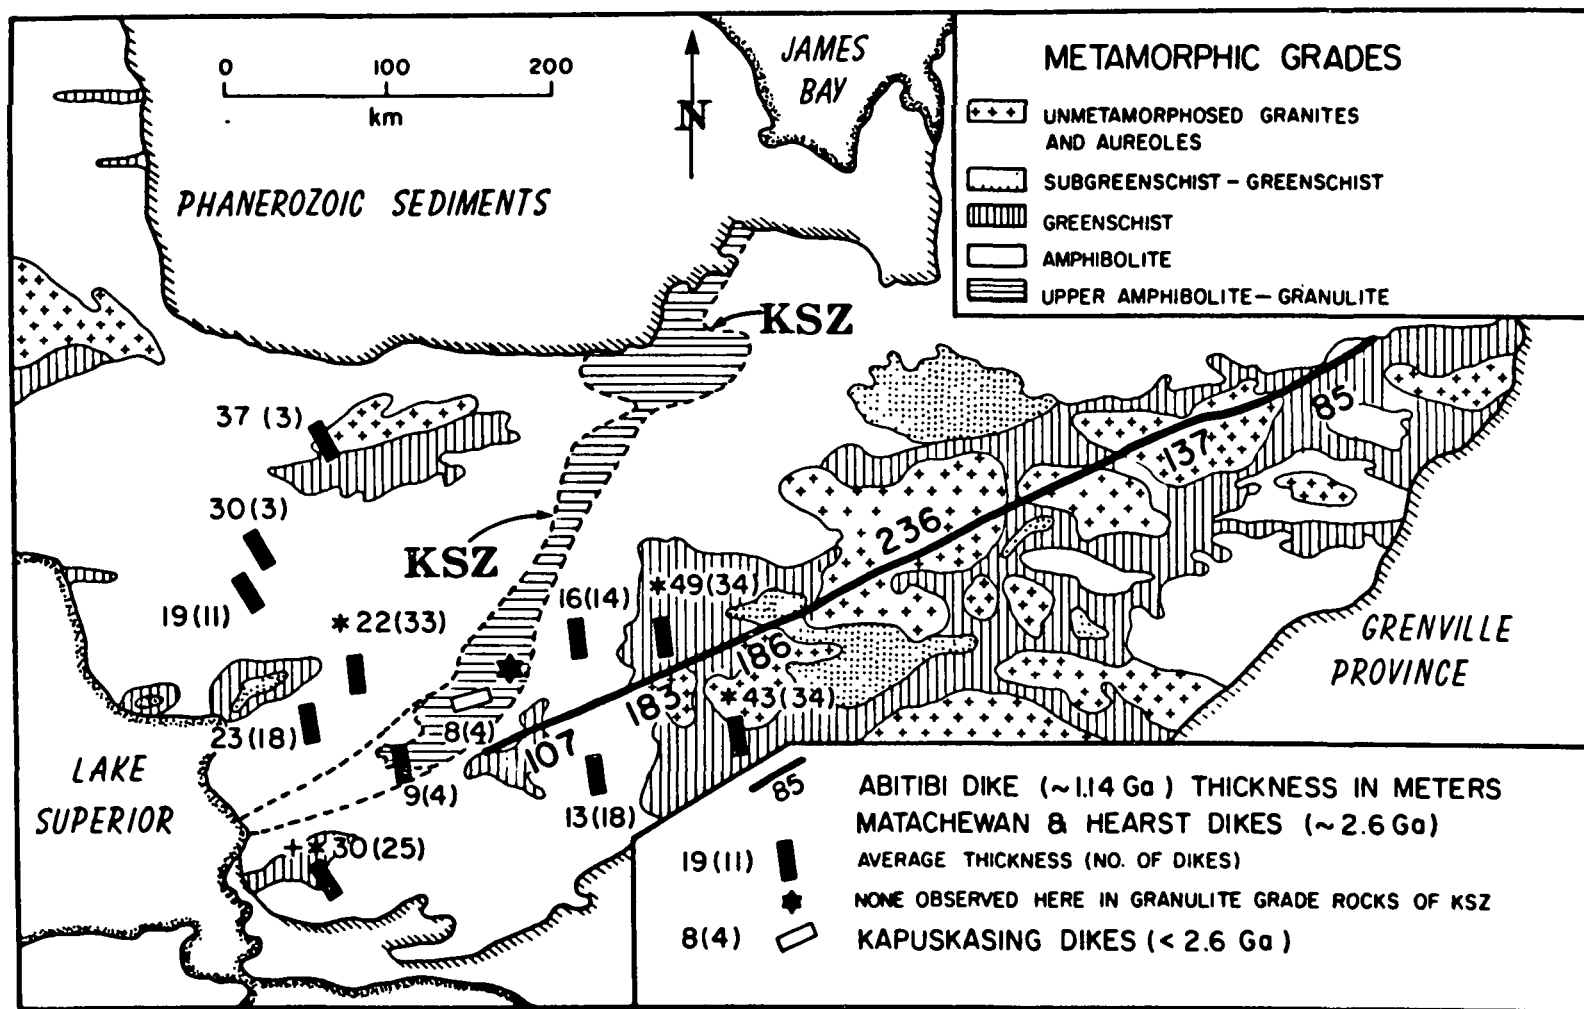 0 100 200
km
N
JAMES
BAY
PHANEROZOIC SEDIMENTS
METAMORPHIC GRADES
UNMETAMORPHOSED GRANITES
AND AUREOLES
SUBGREENSCHIST-GREENSCHIST
GREENSCHIST
AMPHIBOLITE
UPPER AMPHIBOLITE-GRANULITE
KSZ
37 (3)
85
137
30(3)
236
KSZ
19(11)
*22(33)
16(14)
*49(34)
186
183
*43(34)
GRENVILLE
PROVINCE
23(18)
8(4)
107
9(4)
13(18)
LAKE
SUPERIOR
+*30(25)
85
ABITIBI DIKE (~1.14 Ga) THICKNESS IN METERS
MATACHEWAN & HEARST DIKES (~2.6 Ga)
19(11) AVERAGE THICKNESS (NO. OF DIKES)
NONE OBSERVED HERE IN GRANULITE GRADE ROCKS OF KSZ
8(4) KAPUSKASING DIKES (< 2.6 Ga)